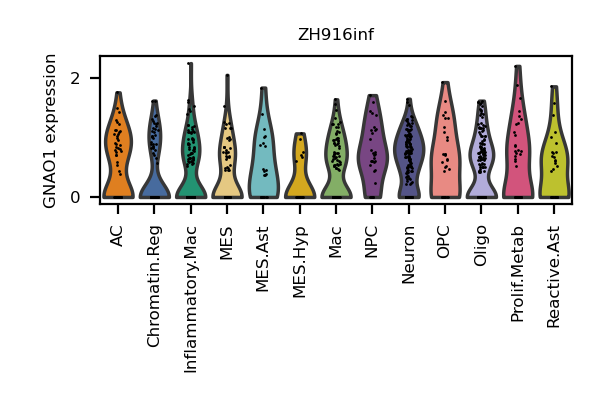 ZH916inf
GNAO1 expression
2
0
AC
Chromatin.Reg
Inflammatory.Mac
MES
MES.Ast
MES.Hyp
Mac
NPC
Neuron
OPC
Oligo
Prolif.Metab
Reactive.Ast